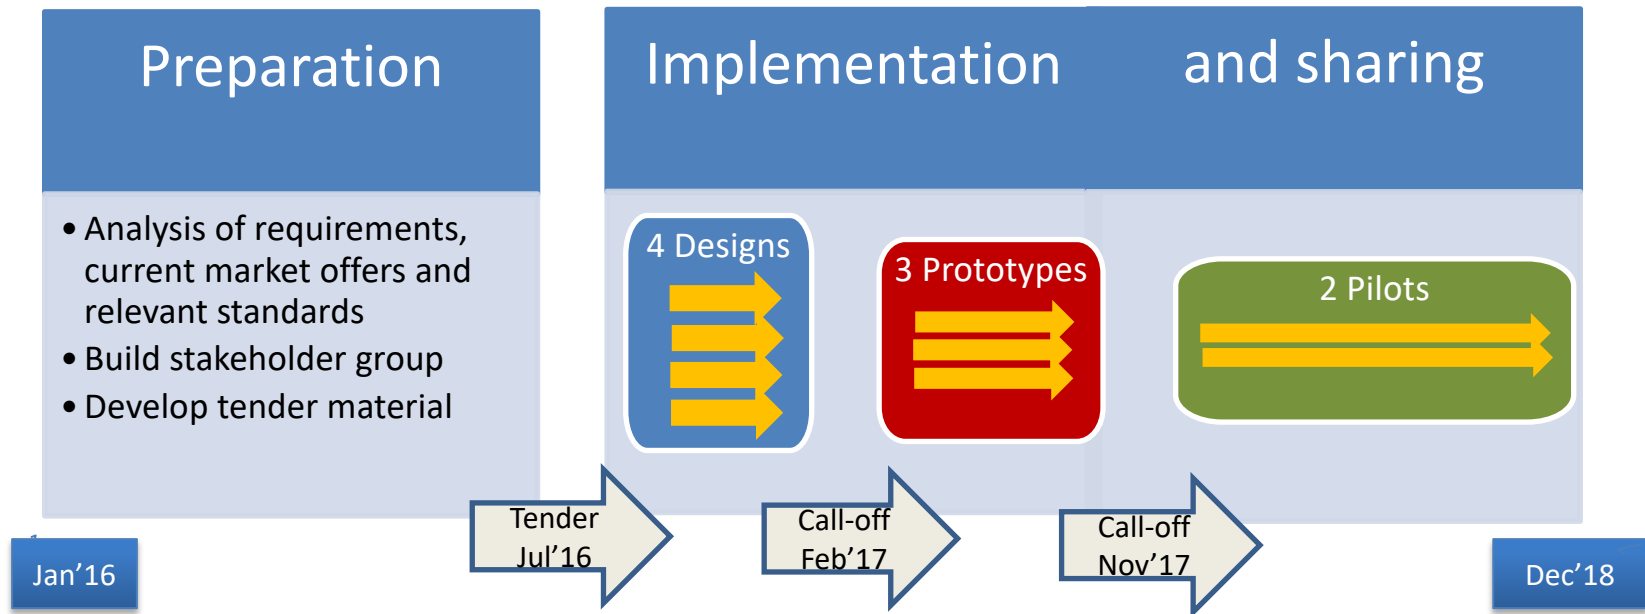 Preparation
• Analysis of requirements,
current market offers and
relevant standards
• Build stakeholder group
• Develop tender material
Implementation
and sharing
4 Designs
3 Prototypes
2 Pilots
Tender
Jul’16
Call-off
Feb’17
Call-off
Nov’17
Jan’16
Dec’18